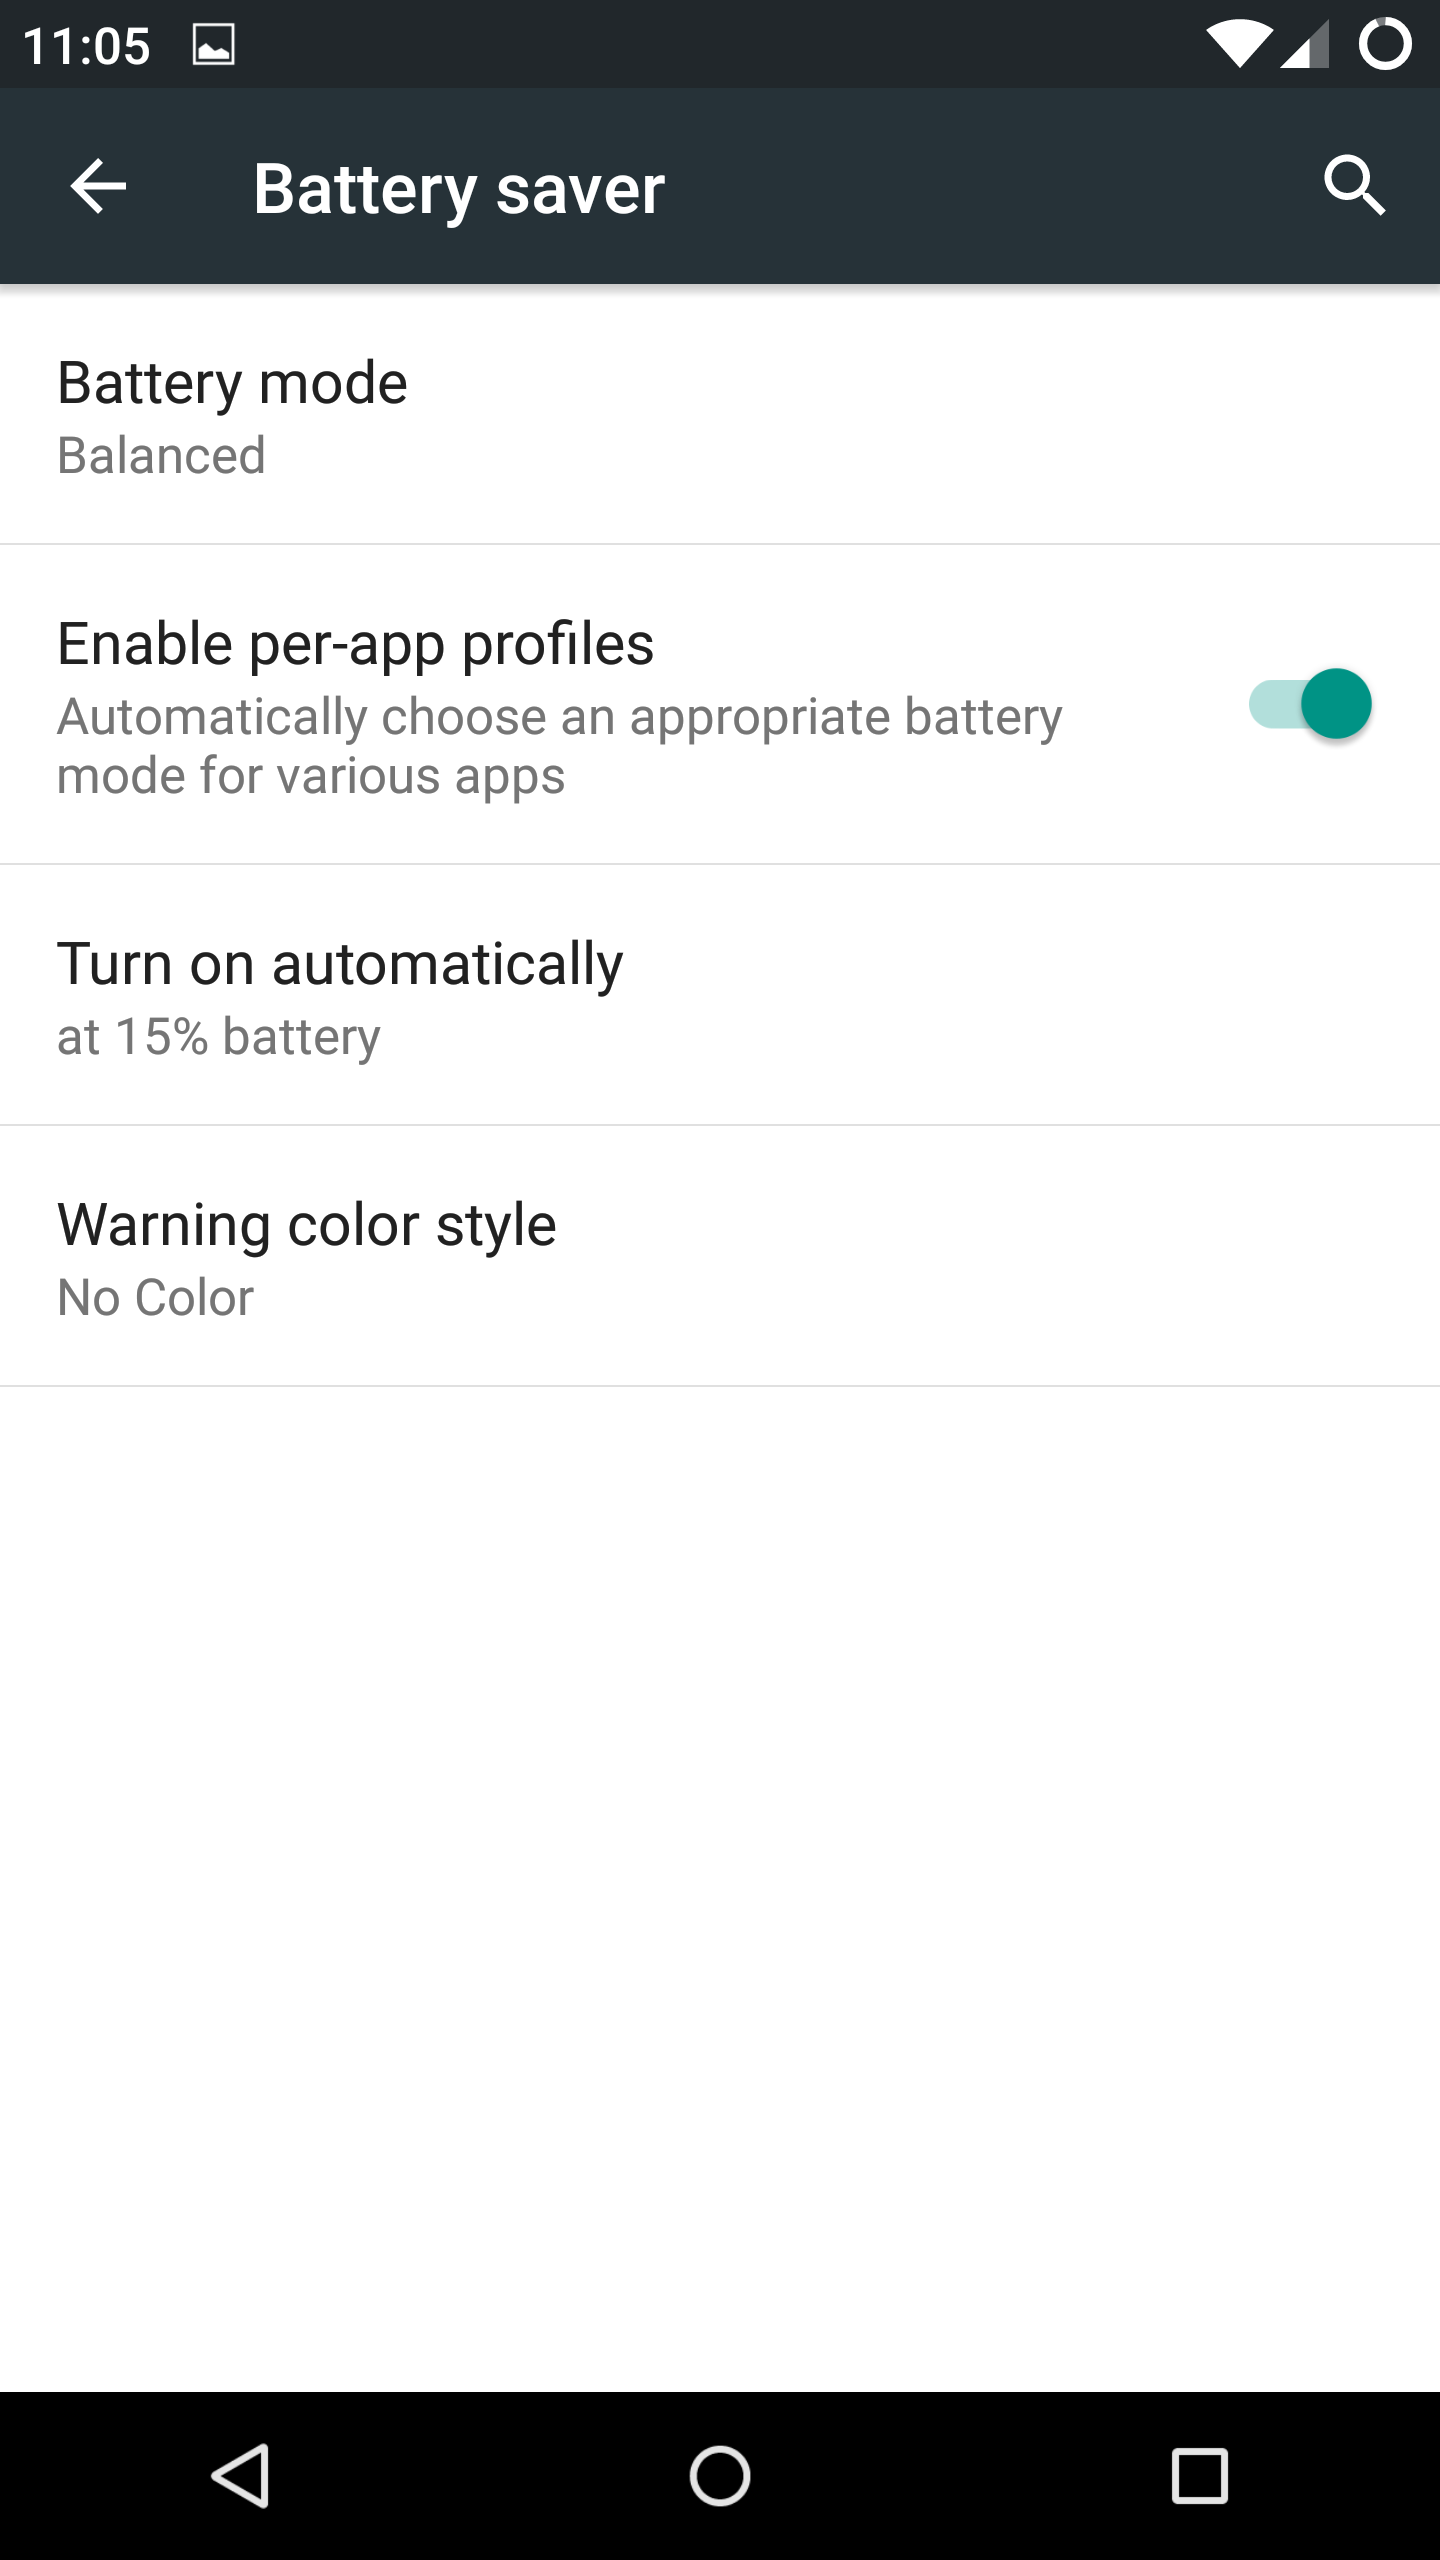 11:05
Battery saver
Battery mode
Balanced
Enable per-app profiles
Automatically choose an appropriate battery
mode for various apps
Turn on automatically
at 15% battery
Warning color style
No Color